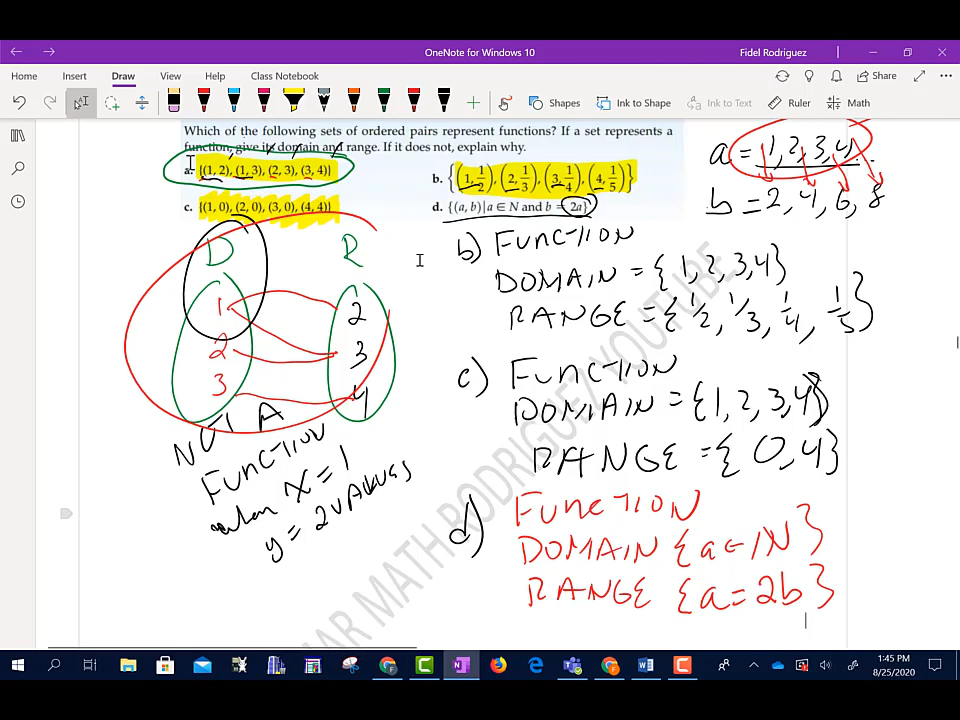 OneNote for Windows 10
Fidel Rodriguez
Home Insert Draw View Help Class Notebook
Share
Shapes Ink to Shape Ink to Text Ruler Math
Which of the following sets of ordered pairs represent functions? If a set represents a
function, give its domain and range. If it does not, explain why.
a. {(1, 2), (1, 3), (2, 3), (3, 4)}
b. {(1, 1/2), (2, 1/3), (3, 1/4), (4, 1/5)}
c. {(1, 0), (2, 0), (3, 0), (4, 4)}
d. {(a, b)|a ∈ N and b = 2a}
a = 1, 2, 3, 4
b = 2, 4, 6, 8
D R
1 2
2 3
3 4
NOT A
FUNCTION
when X = 1
y = 2 VALUES
b) FUNCTION
DOMAIN = {1, 2, 3, 4}
RANGE = {1/2, 1/3, 1/4, 1/5}
c) FUNCTION
DOMAIN = {1, 2, 3, 4}
RANGE = {0, 4}
d) FUNCTION
DOMAIN {a ∈ IN}
RANGE {a = 2b}
MAR MATH BY RODRIGUEZ YOUTUBE
1:45 PM
8/25/2020